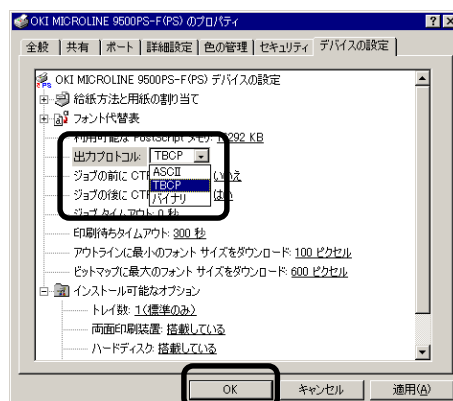 OKI MICROLINE 9500PS-F(PS) のプロパティ
全般 共有 ポート 詳細設定 色の管理 セキュリティ デバイスの設定
OKI MICROLINE 9500PS-F(PS) デバイスの設定
給紙方法と用紙の割り当て
フォント代替表
利用可能な PostScript メモリ: 10292 KB
出力プロトコル: TBCP
ASCII
ジョブの前に CT いいえ
TBCP
ジョブの後に CT はい
バイナリ
ジョブ タイムアウト: 0 秒
印刷待ちタイムアウト: 300 秒
アウトラインに最小のフォント サイズをダウンロード: 100 ピクセル
ビットマップに最大のフォント サイズをダウンロード: 600 ピクセル
インストール可能なオプション
トレイ数: 1(標準のみ)
両面印刷装置: 搭載している
ハードディスク: 搭載している
OK キャンセル 適用(A)